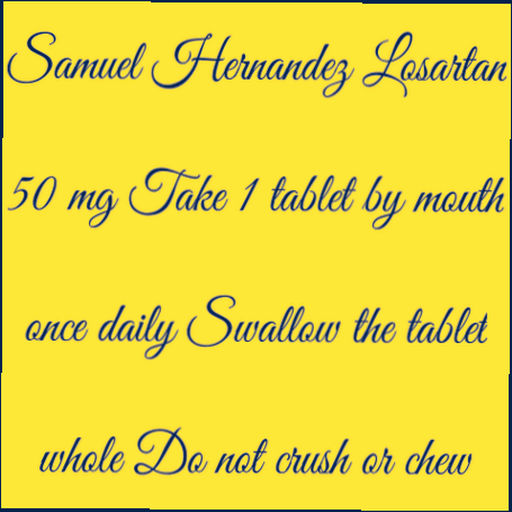 Samuel Hernandez Losartan
50 mg Take 1 tablet by mouth
once daily Swallow the tablet
whole Do not crush or chew